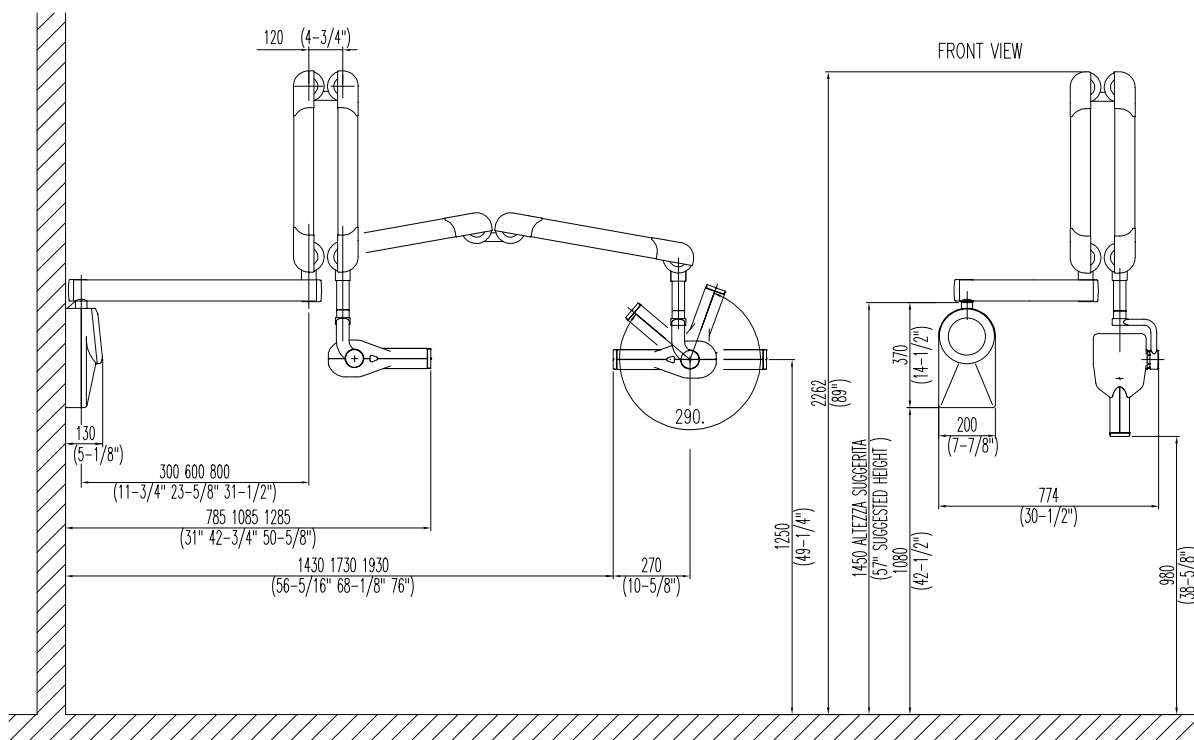 120 (4-3/4")
FRONT VIEW
290.
130
(5-1/8")
300 600 800
(11-3/4" 23-5/8" 31-1/2")
785 1085 1285
(31" 42-3/4" 50-5/8")
1430 1730 1930
(56-5/16" 68-1/8" 76")
270
(10-5/8")
1250
(49-1/4")
2262
(89")
1450 ALTEZZA SUGGERITA
(57" SUGGESTED HEIGHT )
370
(14-1/2")
1080
(42-1/2")
200
(7-7/8")
774
(30-1/2")
980
(38-5/8")